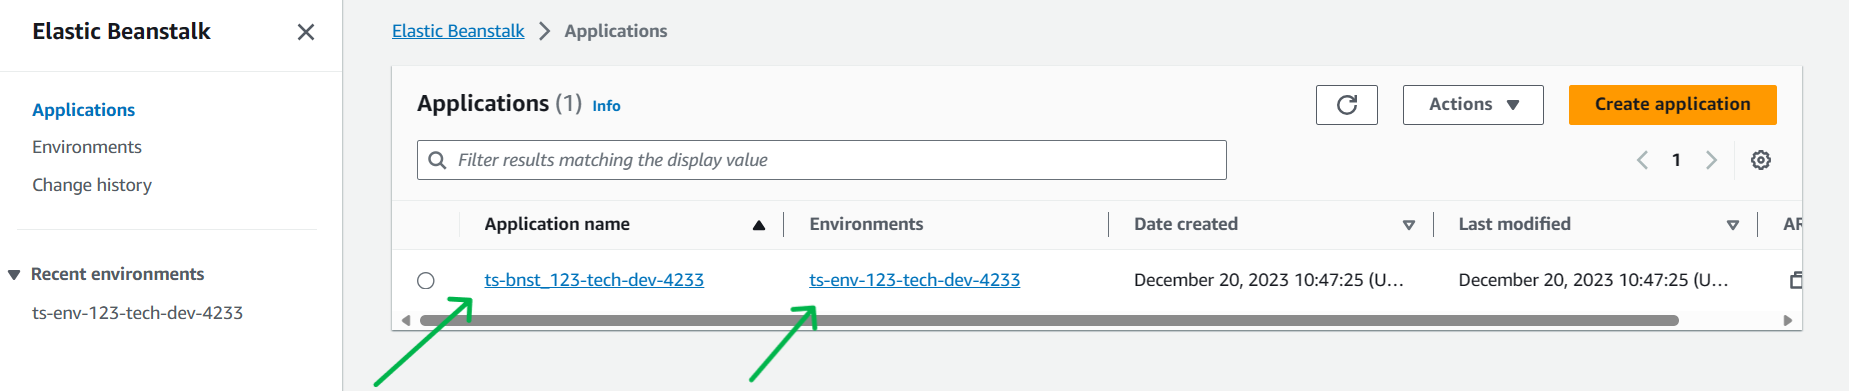 Elastic Beanstalk
Applications
Environments
Change history
Recent environments
ts-env-123-tech-dev-4233
Elastic Beanstalk > Applications
Applications (1) Info
Actions
Create application
Filter results matching the display value
1
Application name Environments Date created Last modified AR
ts-bnst_123-tech-dev-4233 ts-env-123-tech-dev-4233 December 20, 2023 10:47:25 (U... December 20, 2023 10:47:25 (U...